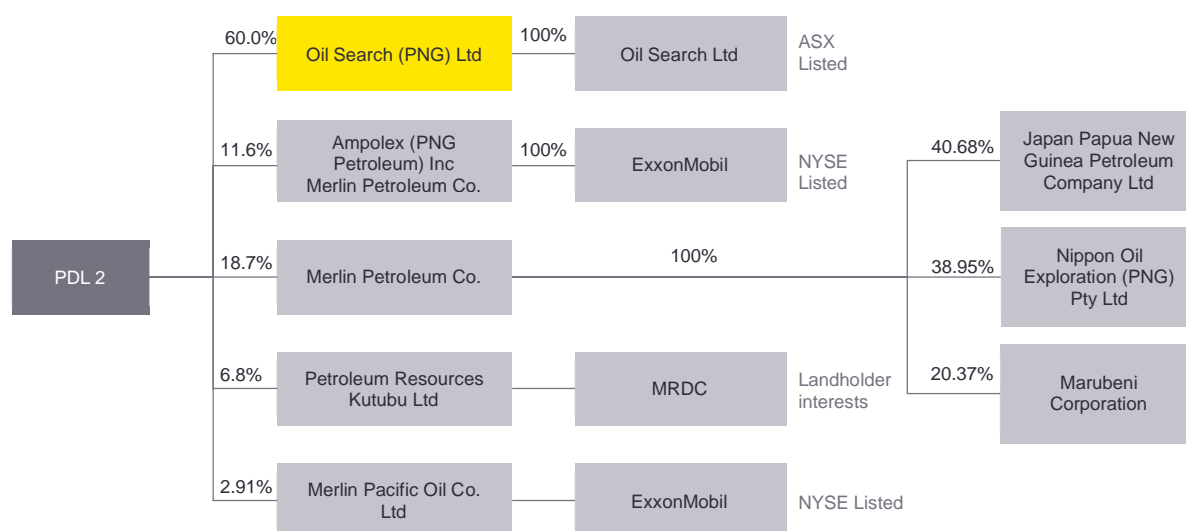 60.0%
Oil Search (PNG) Ltd
100%
Oil Search Ltd
ASX
Listed
11.6%
Ampolex (PNG
Petroleum) Inc
Merlin Petroleum Co.
100%
ExxonMobil
NYSE
Listed
40.68%
Japan Papua New
Guinea Petroleum
Company Ltd
PDL 2
18.7%
Merlin Petroleum Co.
100%
38.95%
Nippon Oil
Exploration (PNG)
Pty Ltd
6.8%
Petroleum Resources
Kutubu Ltd
MRDC
Landholder
interests
20.37%
Marubeni
Corporation
2.91%
Merlin Pacific Oil Co.
Ltd
ExxonMobil
NYSE Listed